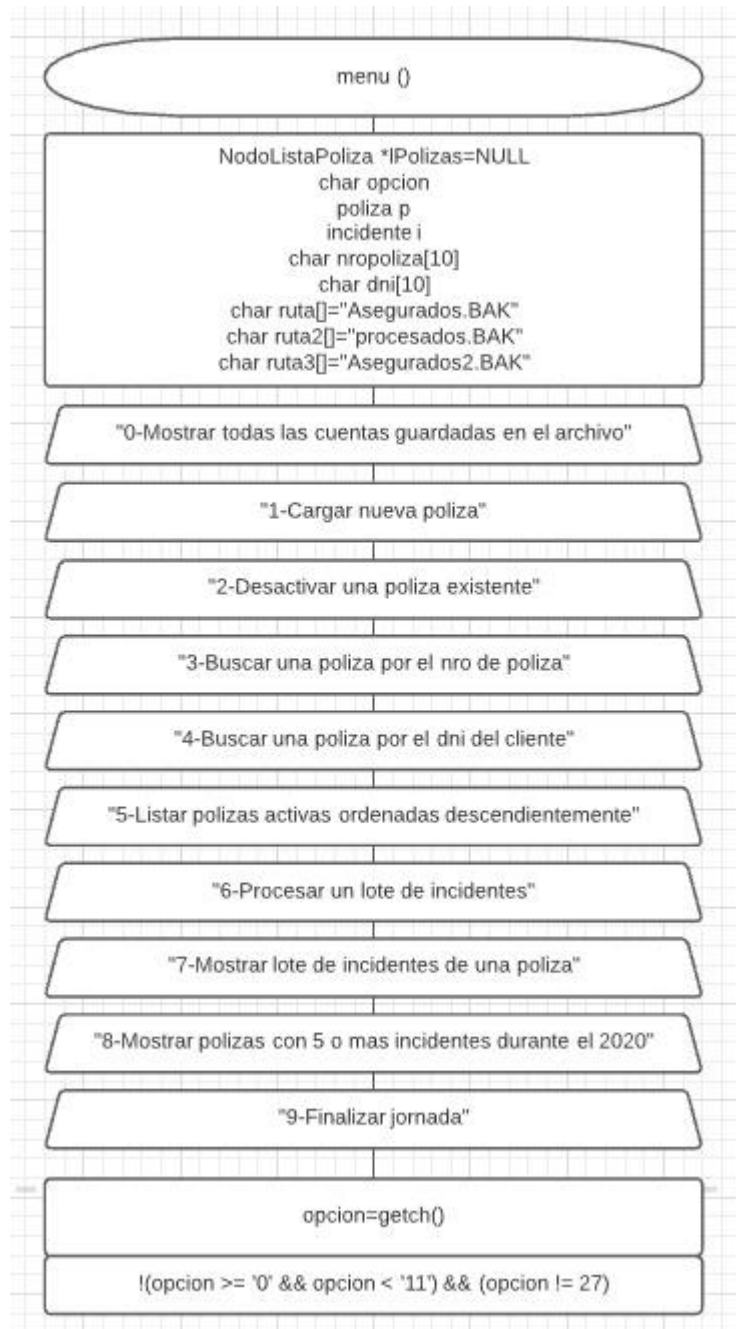 menu ()
NodoListaPoliza *lPolizas=NULL
char opcion
poliza p
incidente i
char nropoliza[10]
char dni[10]
char ruta[]="Asegurados.BAK"
char ruta2[]="procesados.BAK"
char ruta3[]="Asegurados2.BAK"
"0-Mostrar todas las cuentas guardadas en el archivo"
"1-Cargar nueva poliza"
"2-Desactivar una poliza existente"
"3-Buscar una poliza por el nro de poliza"
"4-Buscar una poliza por el dni del cliente"
"5-Listar polizas activas ordenadas descendientemente"
"6-Procesar un lote de incidentes"
"7-Mostrar lote de incidentes de una poliza"
"8-Mostrar polizas con 5 o mas incidentes durante el 2020"
"9-Finalizar jornada"
opcion=getch()
!(opcion >= '0' && opcion < '11') && (opcion != 27)